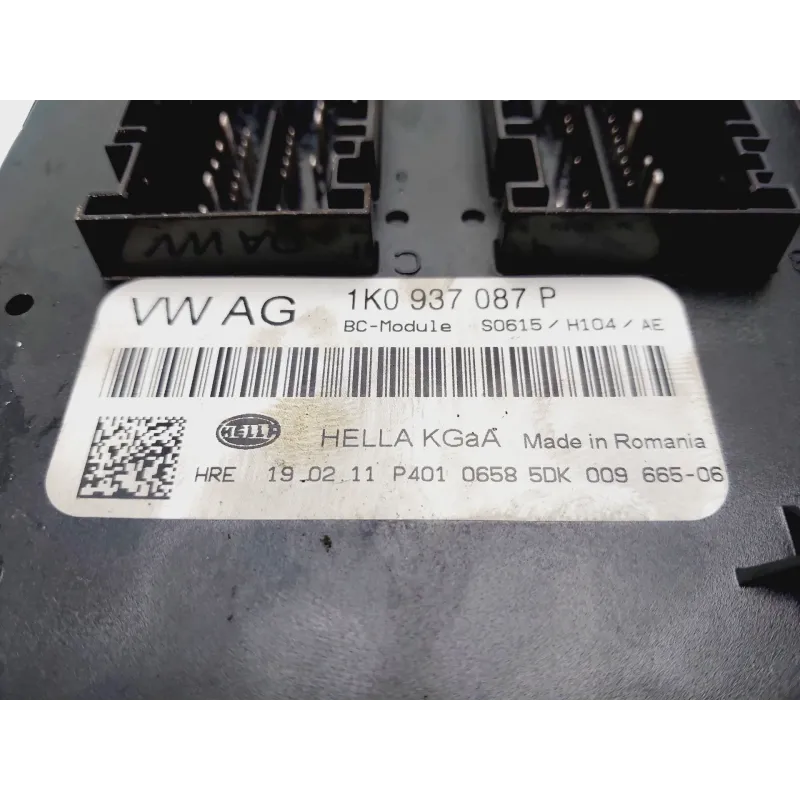 VW AG 1K0 937 087 P
BC-Module S0615 / H104 / AE
HELLA HELLA KGaA Made in Romania
HRE 19.02.11 P401 0658 5DK 009 665-06
C